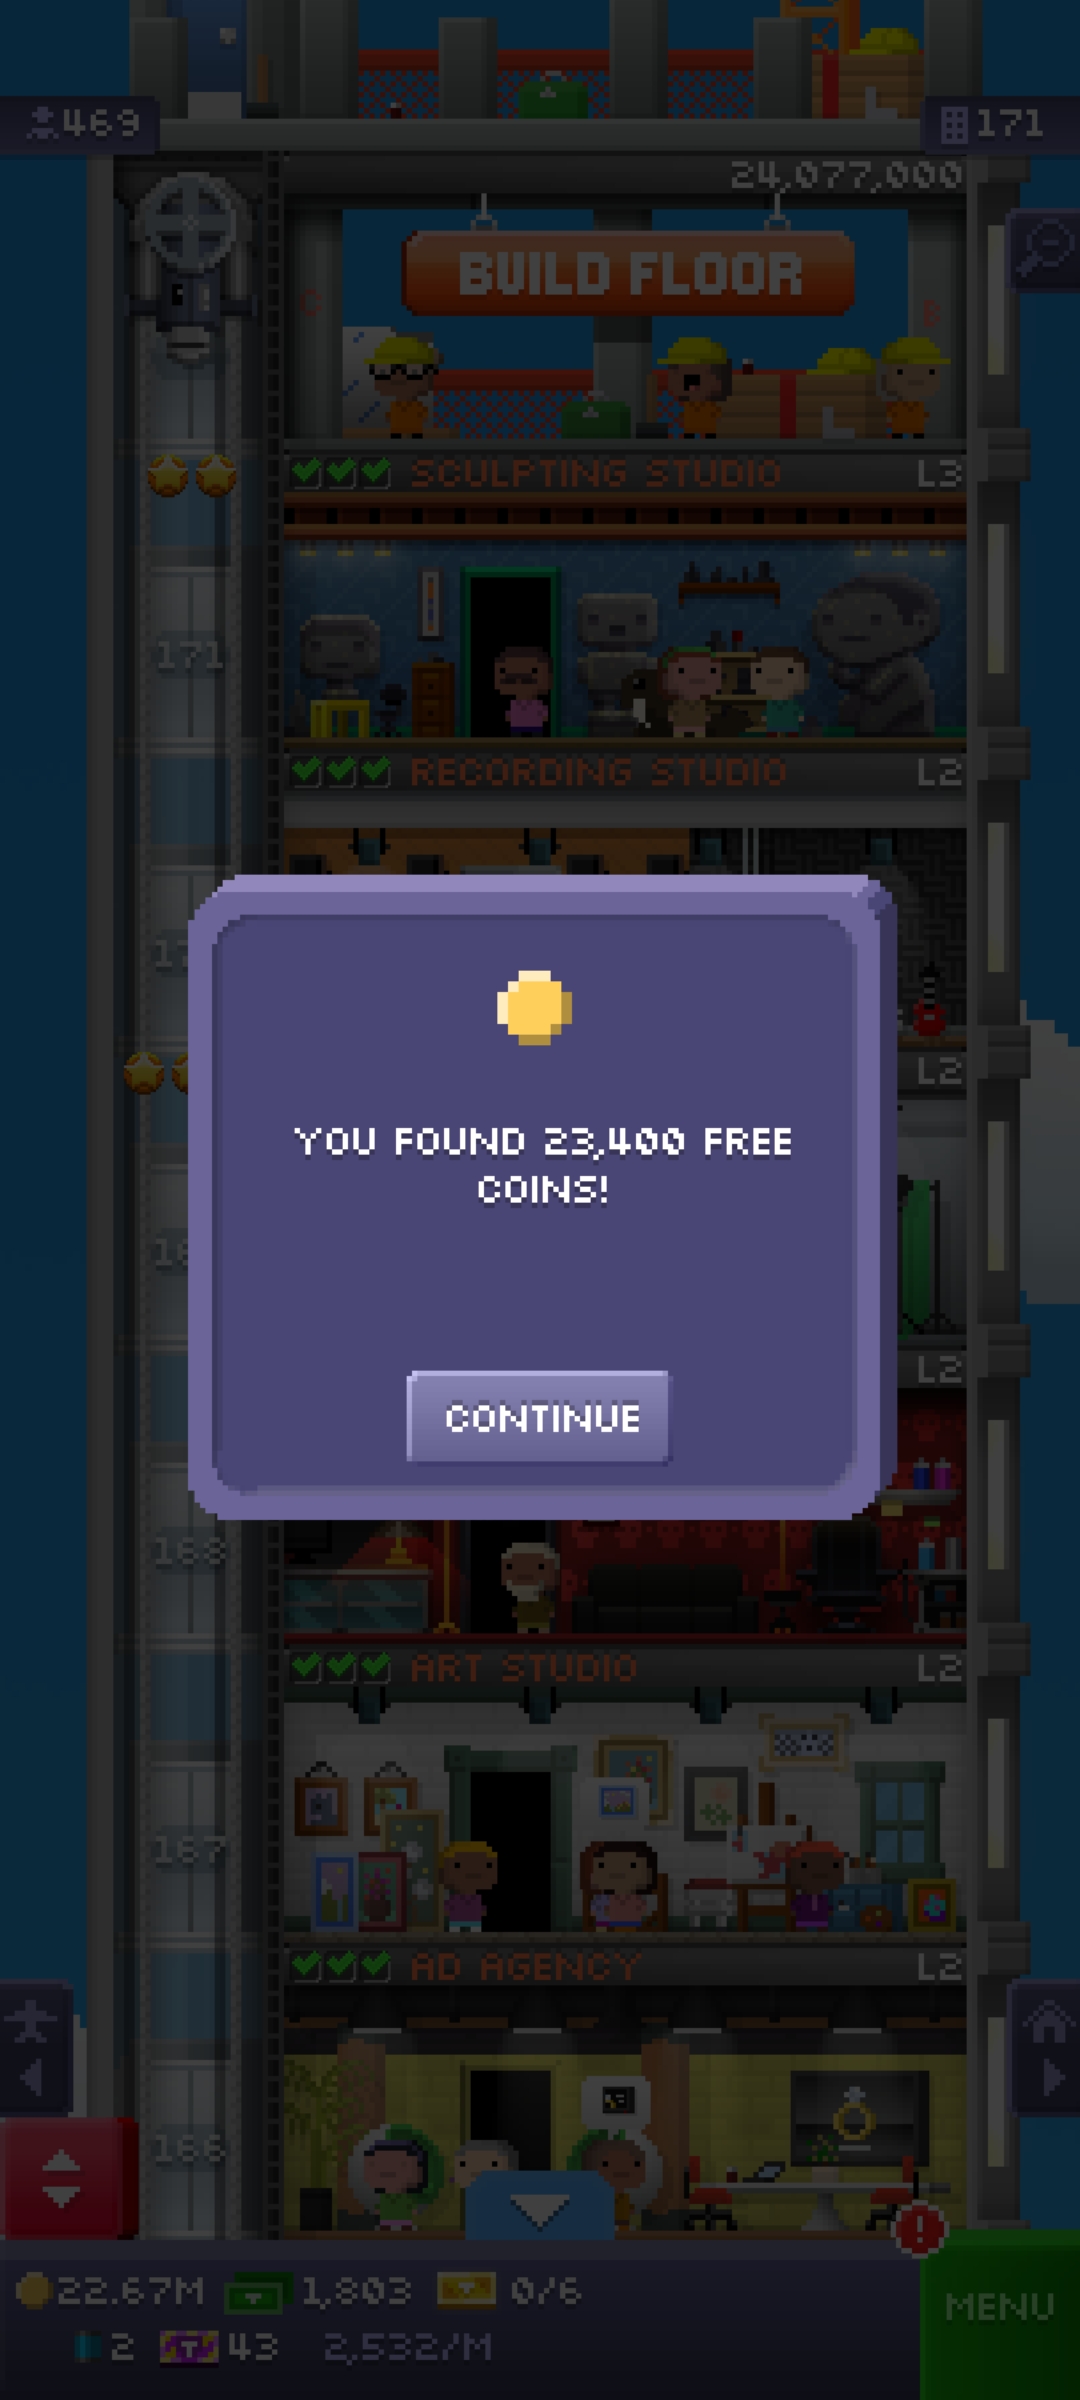 469
171
24,077,000
BUILD FLOOR
C
B
SCULPTING STUDIO
L3
171
RECORDING STUDIO
L2
L2
L2
YOU FOUND 23,400 FREE
COINS!
CONTINUE
168
ART STUDIO
L2
167
AD AGENCY
L2
166
22.67M
1,803
0/6
2
T
43
2,532/M
MENU